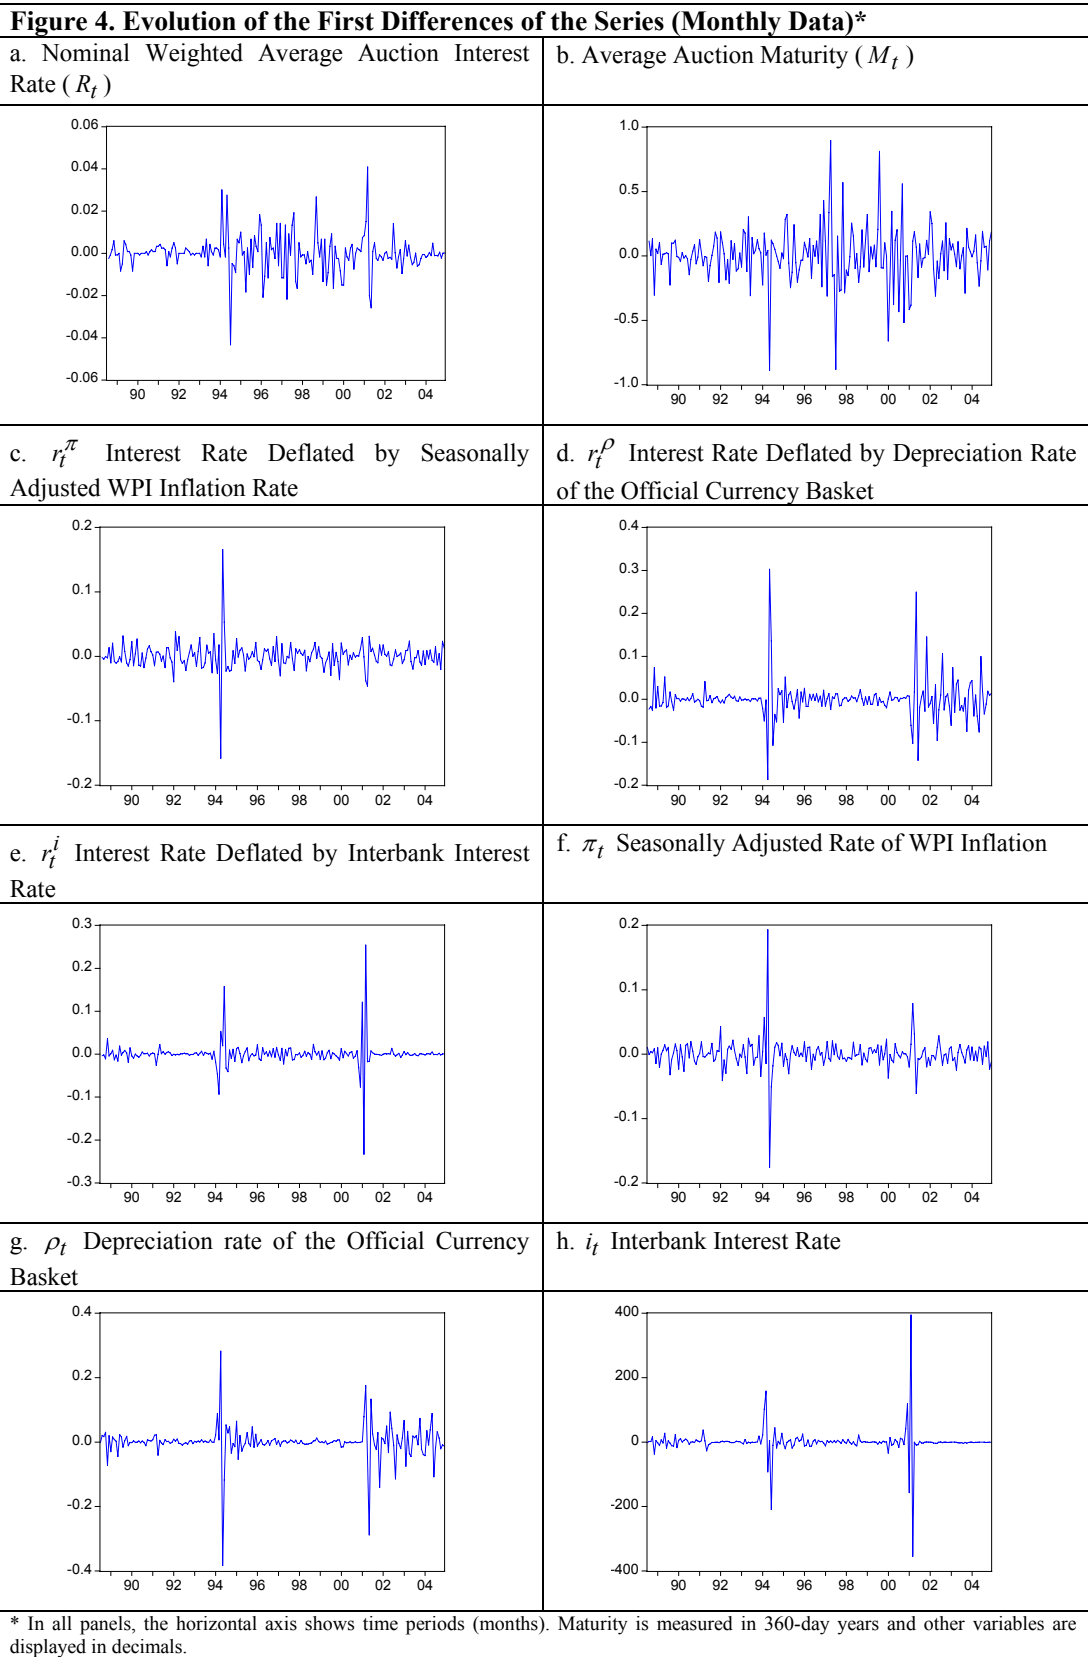 Figure 4. Evolution of the First Differences of the Series (Monthly Data)*
a. Nominal Weighted Average Auction Interest
Rate ( R_t )
b. Average Auction Maturity ( M_t )
0.06
0.04
0.02
0.00
-0.02
-0.04
-0.06
90 92 94 96 98 00 02 04
1.0
0.5
0.0
-0.5
-1.0
90 92 94 96 98 00 02 04
c. r_t^π Interest Rate Deflated by Seasonally
Adjusted WPI Inflation Rate
d. r_t^ρ Interest Rate Deflated by Depreciation Rate
of the Official Currency Basket
0.2
0.1
0.0
-0.1
-0.2
90 92 94 96 98 00 02 04
0.4
0.3
0.2
0.1
0.0
-0.1
-0.2
90 92 94 96 98 00 02 04
e. r_t^i Interest Rate Deflated by Interbank Interest
Rate
f. π_t Seasonally Adjusted Rate of WPI Inflation
0.3
0.2
0.1
0.0
-0.1
-0.2
-0.3
90 92 94 96 98 00 02 04
0.2
0.1
0.0
-0.1
-0.2
90 92 94 96 98 00 02 04
g. ρ_t Depreciation rate of the Official Currency
Basket
h. i_t Interbank Interest Rate
0.4
0.2
0.0
-0.2
-0.4
90 92 94 96 98 00 02 04
400
200
0
-200
-400
90 92 94 96 98 00 02 04
* In all panels, the horizontal axis shows time periods (months). Maturity is measured in 360-day years and other variables are
displayed in decimals.